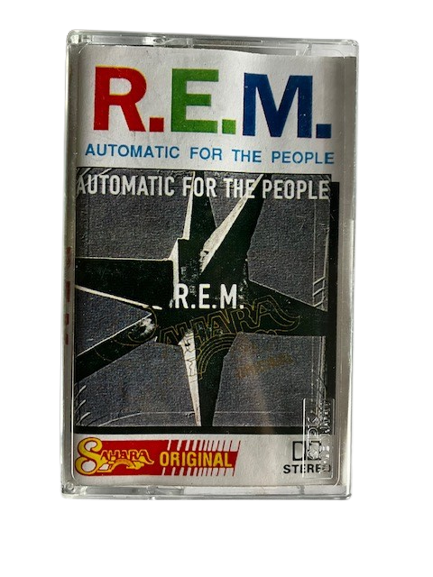 R.E.M.
AUTOMATIC FOR THE PEOPLE
AUTOMATIC FOR THE PEOPLE
R.E.M.
SAHARA
SAHARA ORIGINAL
STEREO